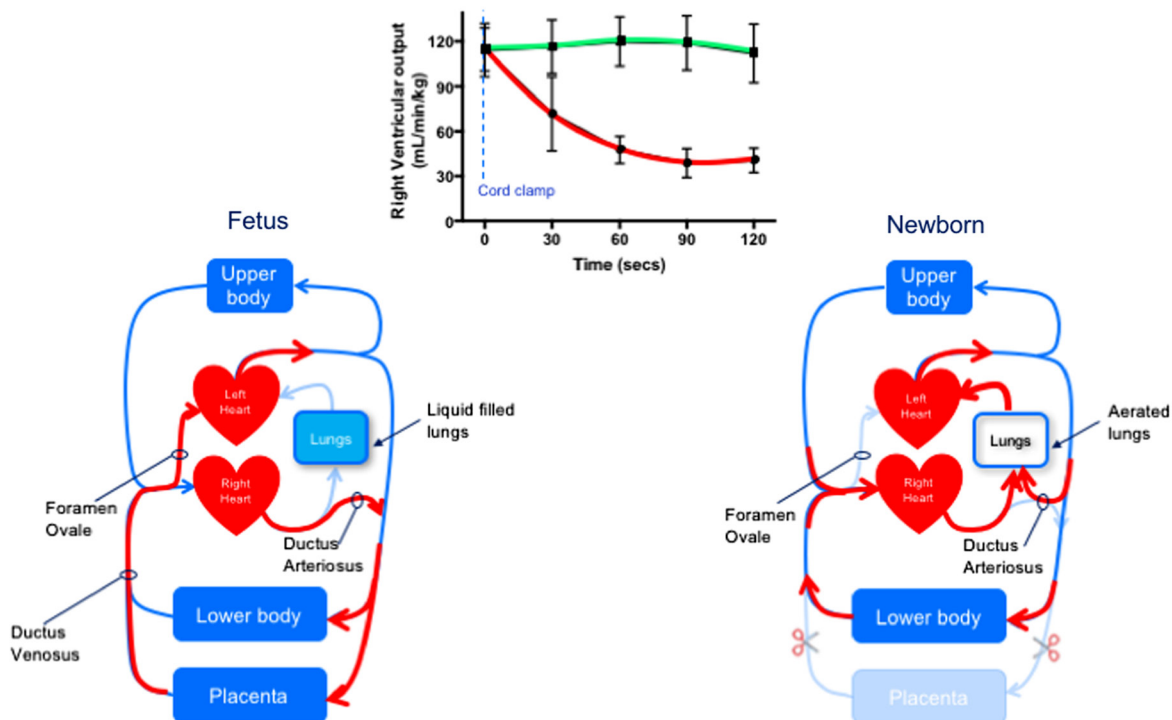 Right Ventricular output
(mL/min/kg)
120
90
60
30
0
Cord clamp
0 30 60 90 120
Time (secs)
Fetus
Upper
body
Left
Heart
Lungs
Liquid filled
lungs
Right
Heart
Foramen
Ovale
Ductus
Arteriosus
Lower body
Ductus
Venosus
Placenta
Newborn
Upper
body
Left
Heart
Lungs
Aerated
lungs
Right
Heart
Foramen
Ovale
Ductus
Arteriosus
Lower body
Placenta